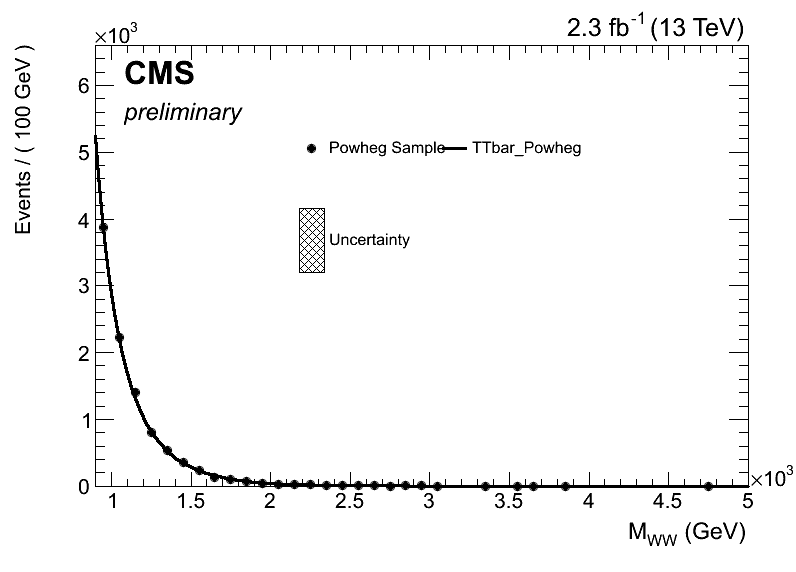 ×10³ 2.3 fb⁻¹ (13 TeV)
CMS
preliminary
Events / ( 100 GeV )
Powheg Sample TTbar_Powheg
Uncertainty
6
5
4
3
2
1
0
1 1.5 2 2.5 3 3.5 4 4.5 5 ×10³
M_WW (GeV)